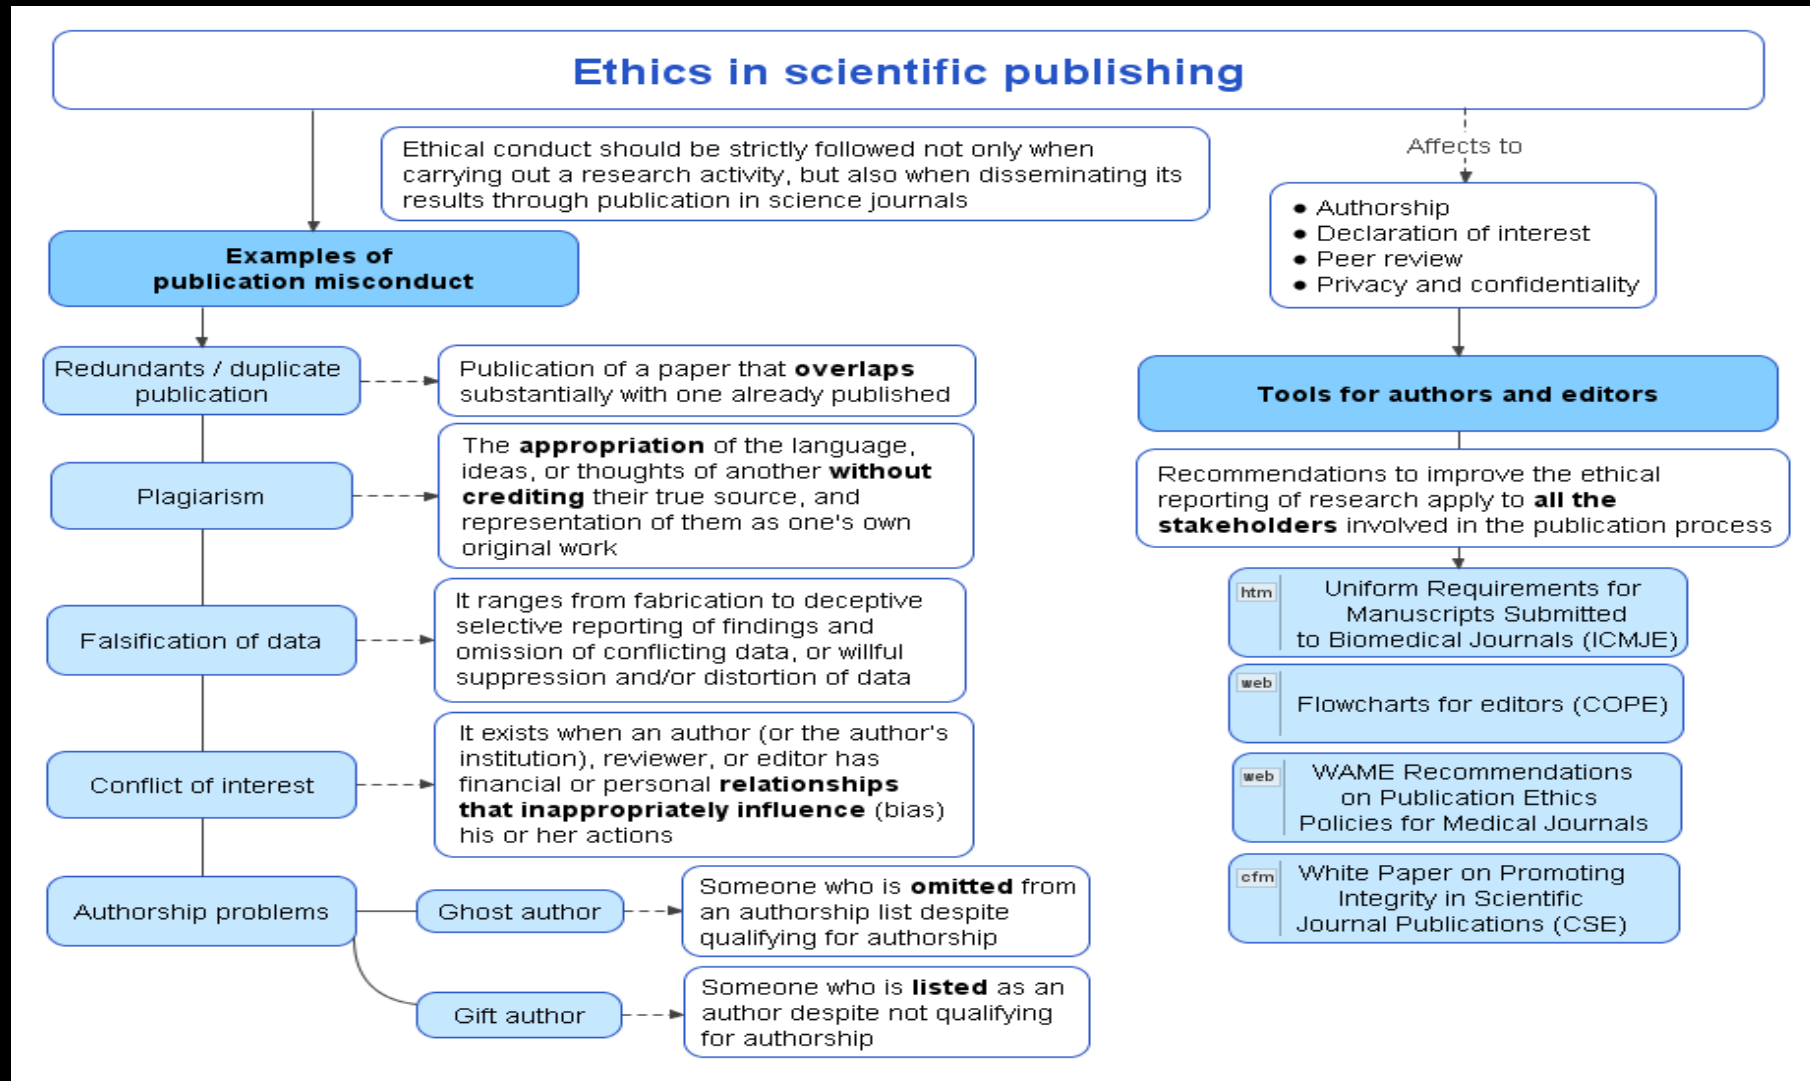 Ethics in scientific publishing
Ethical conduct should be strictly followed not only when
carrying out a research activity, but also when disseminating its
results through publication in science journals
Affects to
● Authorship
● Declaration of interest
● Peer review
● Privacy and confidentiality
Examples of
publication misconduct
Redundants / duplicate
publication
Publication of a paper that overlaps
substantially with one already published
Plagiarism
The appropriation of the language,
ideas, or thoughts of another without
crediting their true source, and
representation of them as one's own
original work
Falsification of data
It ranges from fabrication to deceptive
selective reporting of findings and
omission of conflicting data, or willful
suppression and/or distortion of data
Conflict of interest
It exists when an author (or the author's
institution), reviewer, or editor has
financial or personal relationships
that inappropriately influence (bias)
his or her actions
Authorship problems
Ghost author
Someone who is omitted from
an authorship list despite
qualifying for authorship
Gift author
Someone who is listed as an
author despite not qualifying
for authorship
Tools for authors and editors
Recommendations to improve the ethical
reporting of research apply to all the
stakeholders involved in the publication process
htm
Uniform Requirements for
Manuscripts Submitted
to Biomedical Journals (ICMJE)
web
Flowcharts for editors (COPE)
web
WAME Recommendations
on Publication Ethics
Policies for Medical Journals
cfm
White Paper on Promoting
Integrity in Scientific
Journal Publications (CSE)